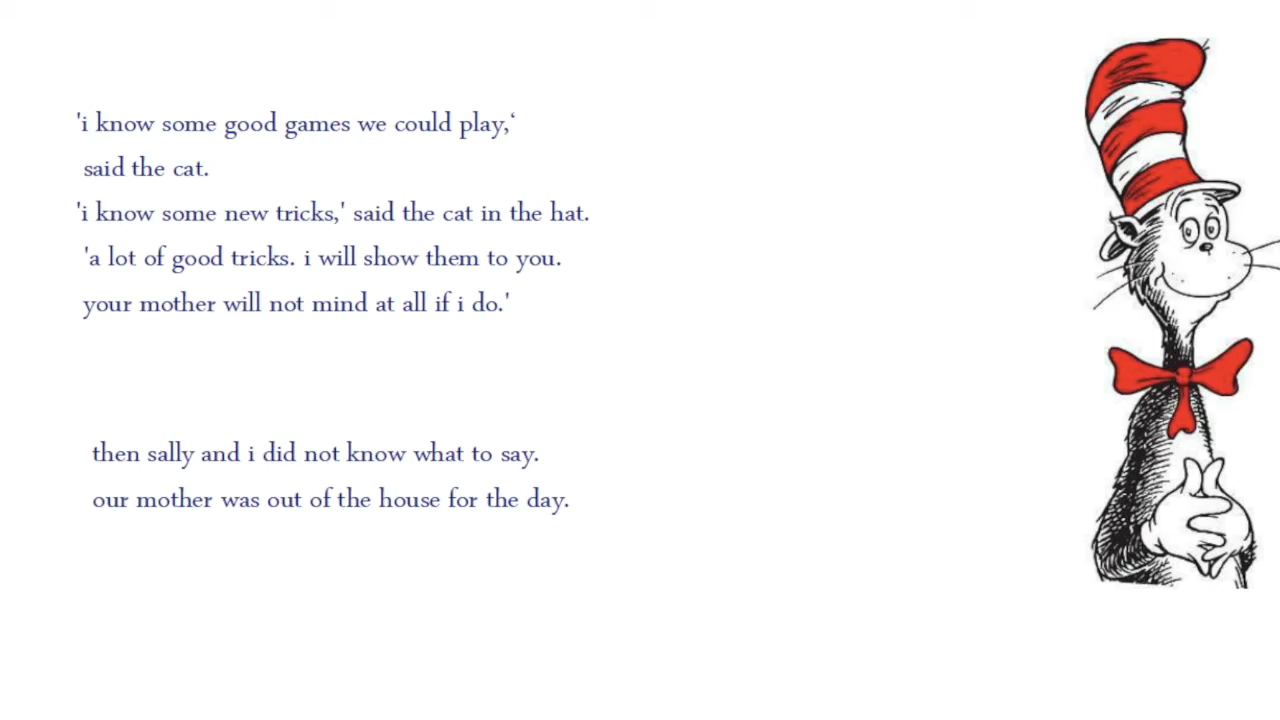 'i know some good games we could play,‘
said the cat.
'i know some new tricks,' said the cat in the hat.
'a lot of good tricks. i will show them to you.
your mother will not mind at all if i do.'
then sally and i did not know what to say.
our mother was out of the house for the day.